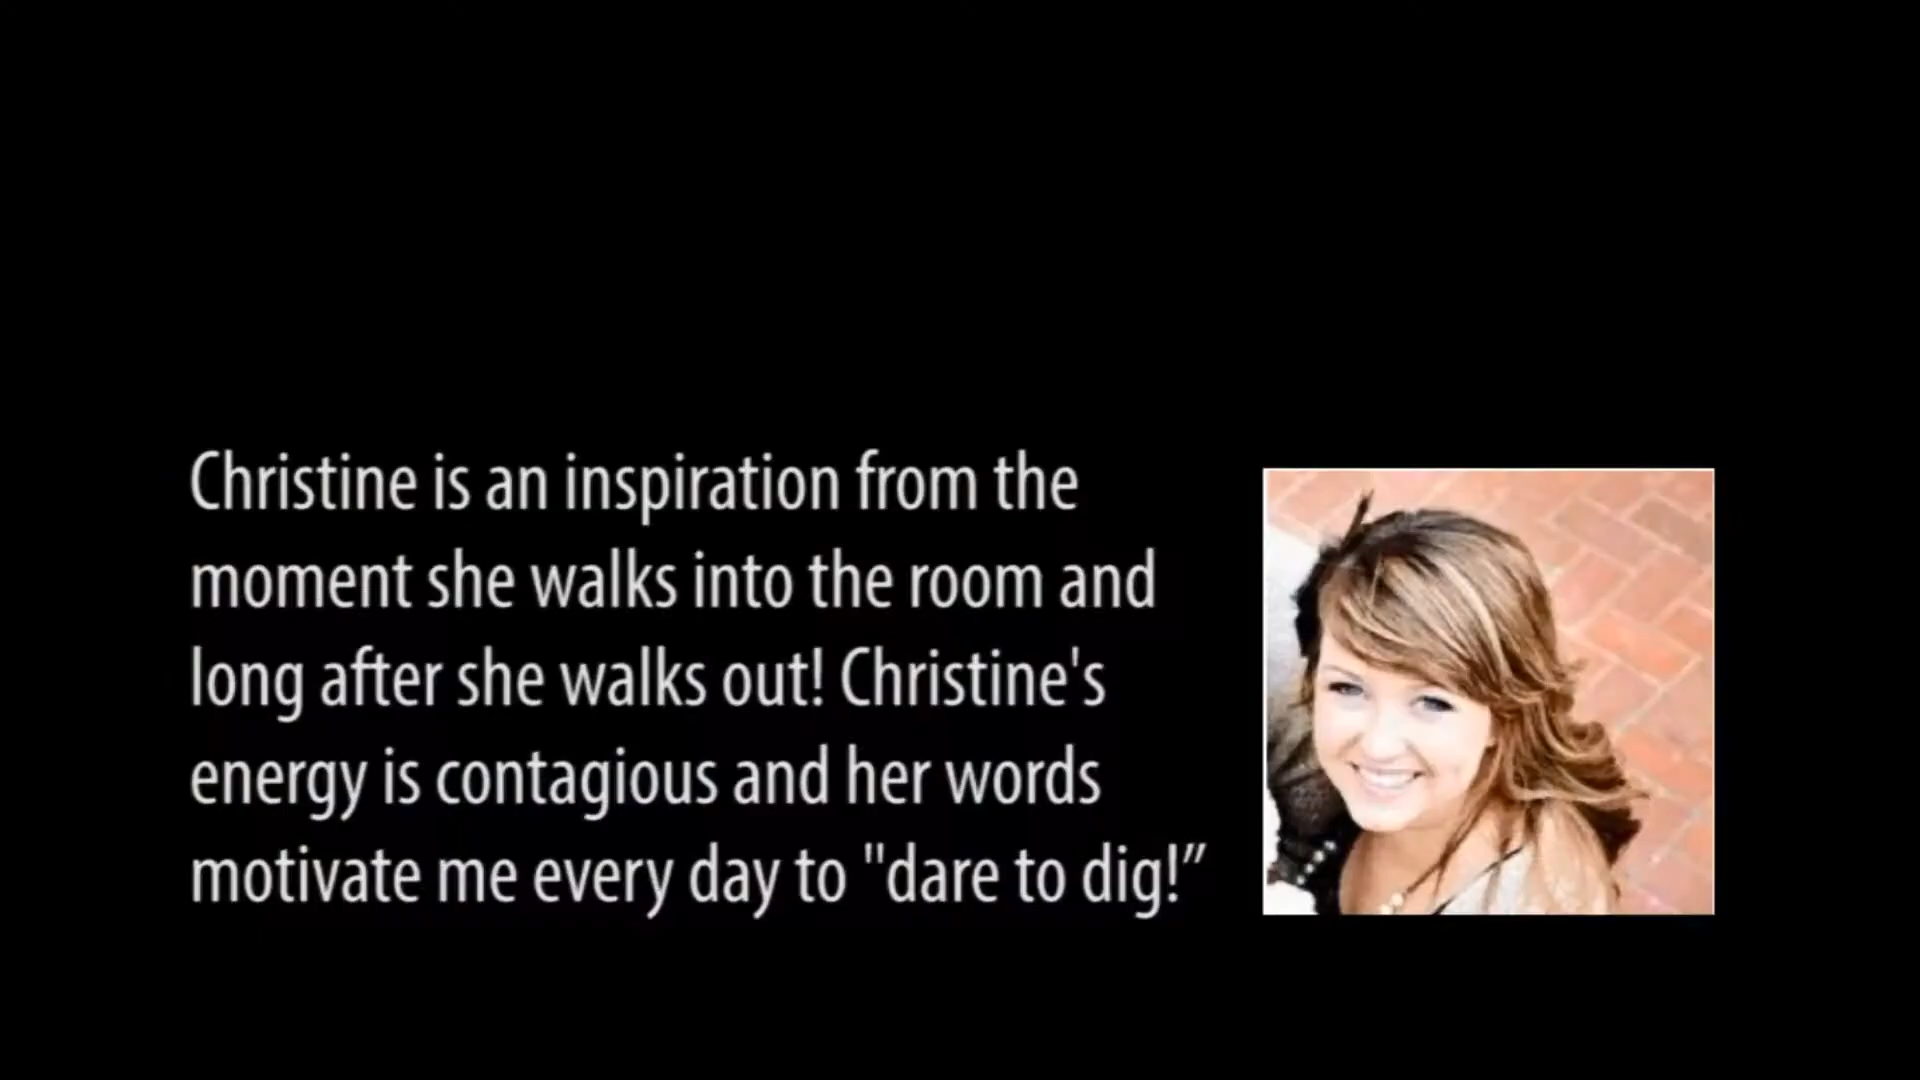 Christine is an inspiration from the
moment she walks into the room and
long after she walks out! Christine's
energy is contagious and her words
motivate me every day to "dare to dig!”